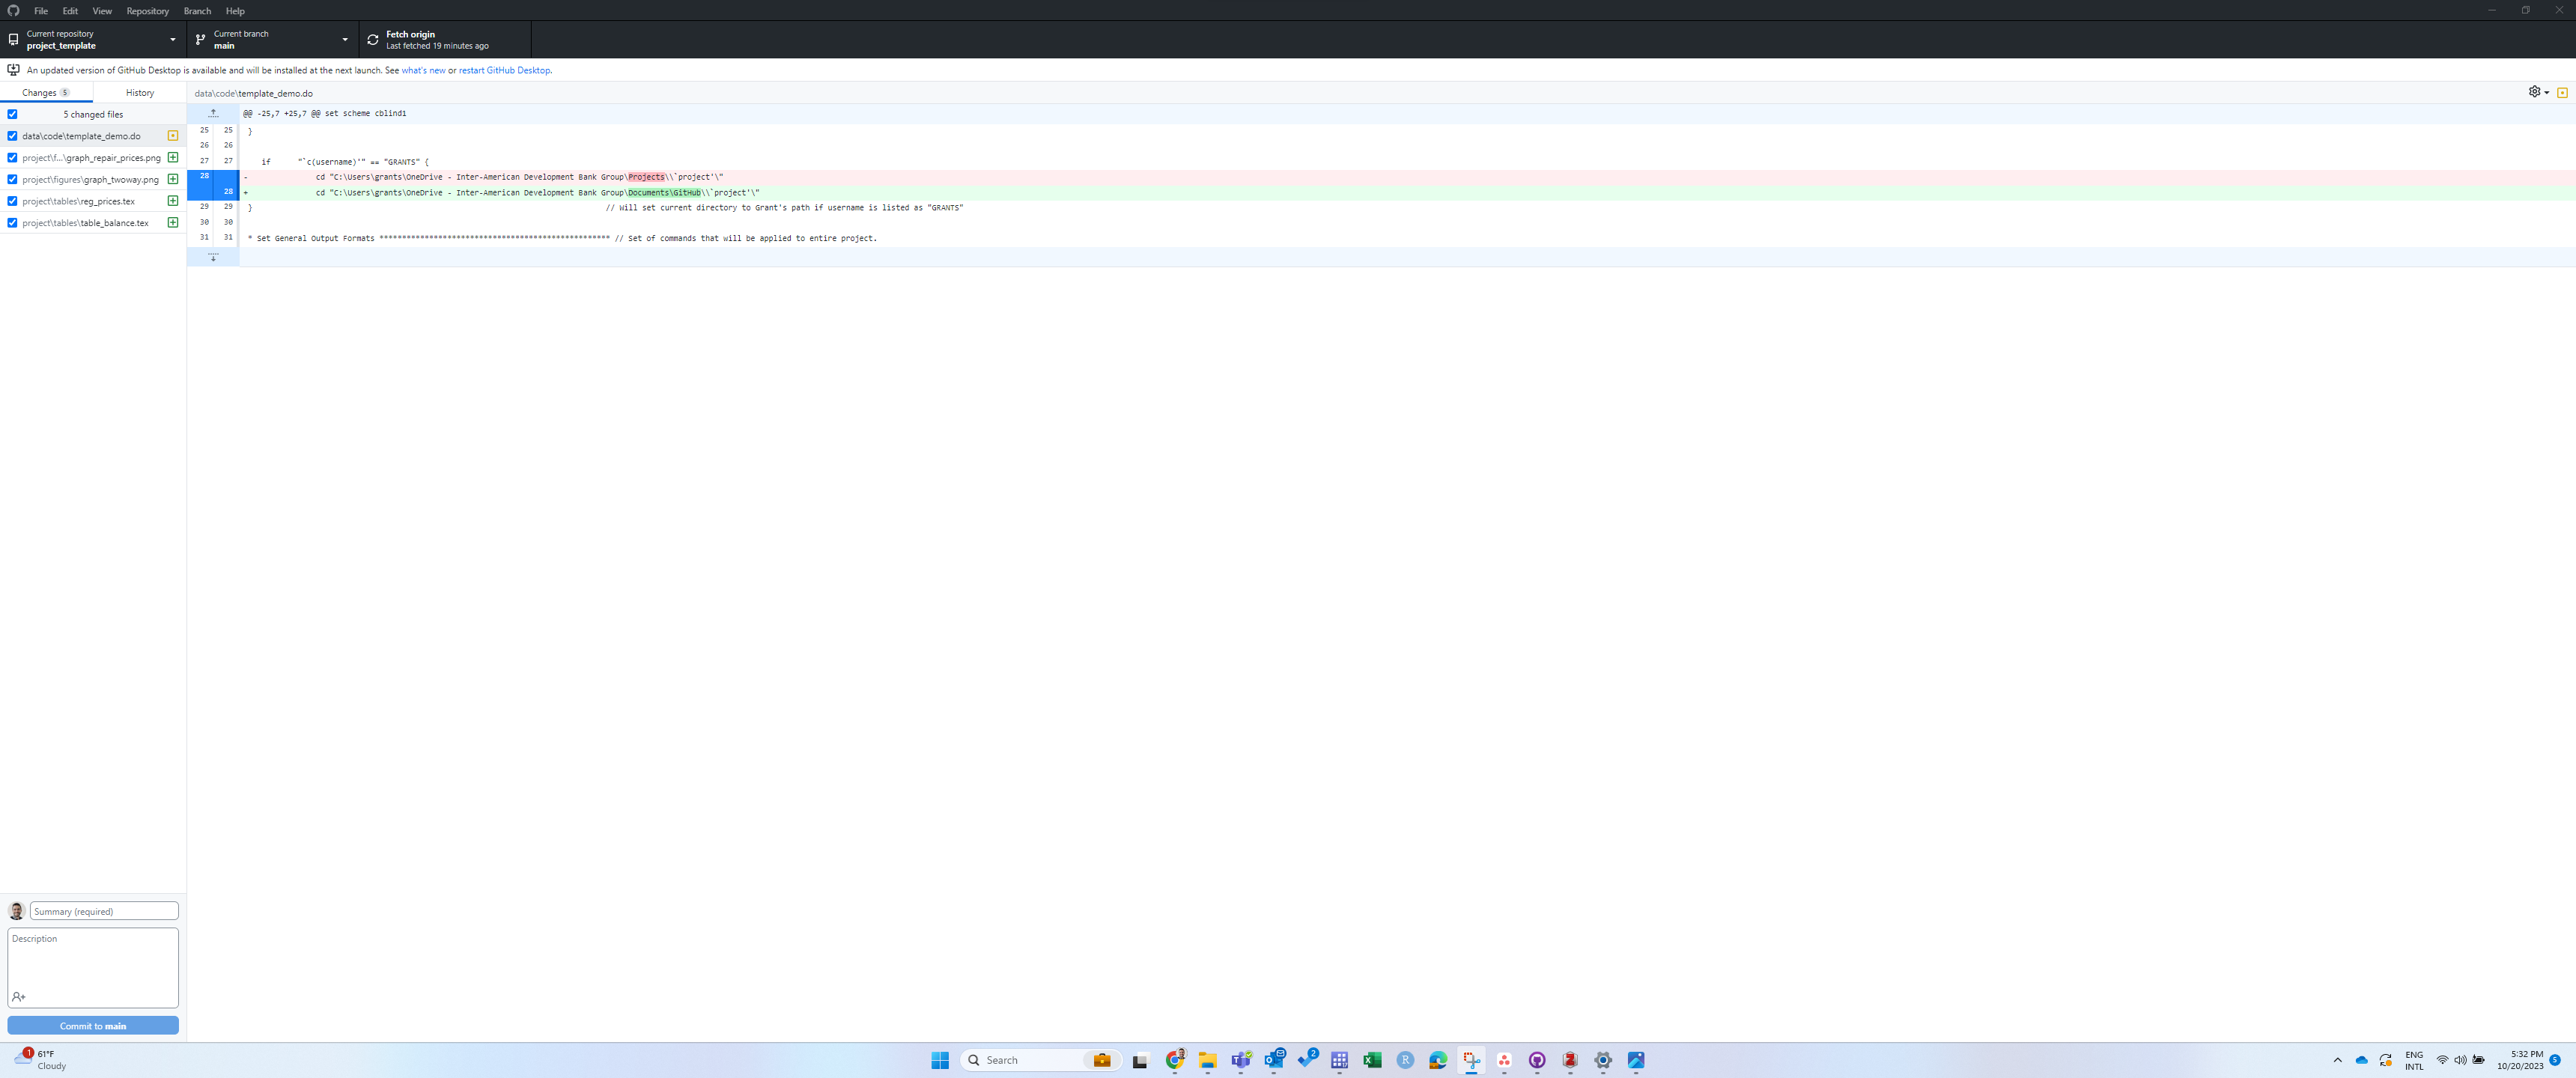 File Edit View Repository Branch Help
Current repository
project_template
Current branch
main
Fetch origin
Last fetched 19 minutes ago
An updated version of GitHub Desktop is available and will be installed at the next launch. See what's new or restart GitHub Desktop.
Changes 5 History
data\code\template_demo.do
5 changed files
data\code\template_demo.do
project\f...\graph_repair_prices.png
project\figures\graph_twoway.png
project\tables\reg_prices.tex
project\tables\table_balance.tex
@@ -25,7 +25,7 @@ set scheme cblind1
25 25 }
26 26
27 27 if "`c(username)'" == "GRANTS" {
28 - cd "C:\Users\grants\OneDrive - Inter-American Development Bank Group\Projects\\`project'\"
28 + cd "C:\Users\grants\OneDrive - Inter-American Development Bank Group\Documents\GitHub\\`project'\"
29 29 } // Will set current directory to Grant's path if username is listed as "GRANTS"
30 30
31 31 * Set General Output Formats *************************************************** // Set of commands that will be applied to entire project.
Summary (required)
Description
Commit to main
1
61°F
Cloudy
Search
2
ENG
INTL
5:32 PM
10/20/2023
5